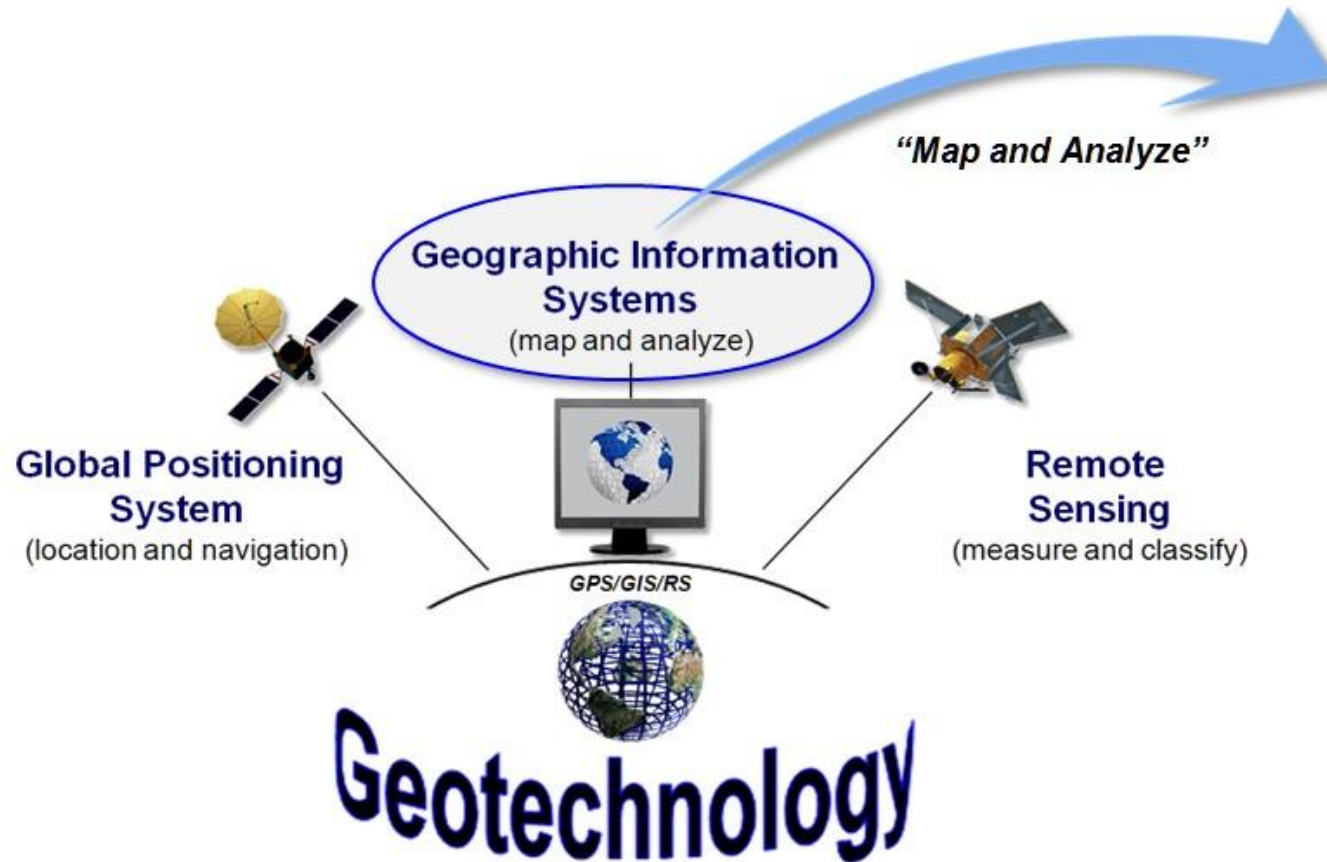 “Map and Analyze”
Geographic Information
Systems
(map and analyze)
Global Positioning
System
(location and navigation)
Remote
Sensing
(measure and classify)
GPS/GIS/RS
Geotechnology